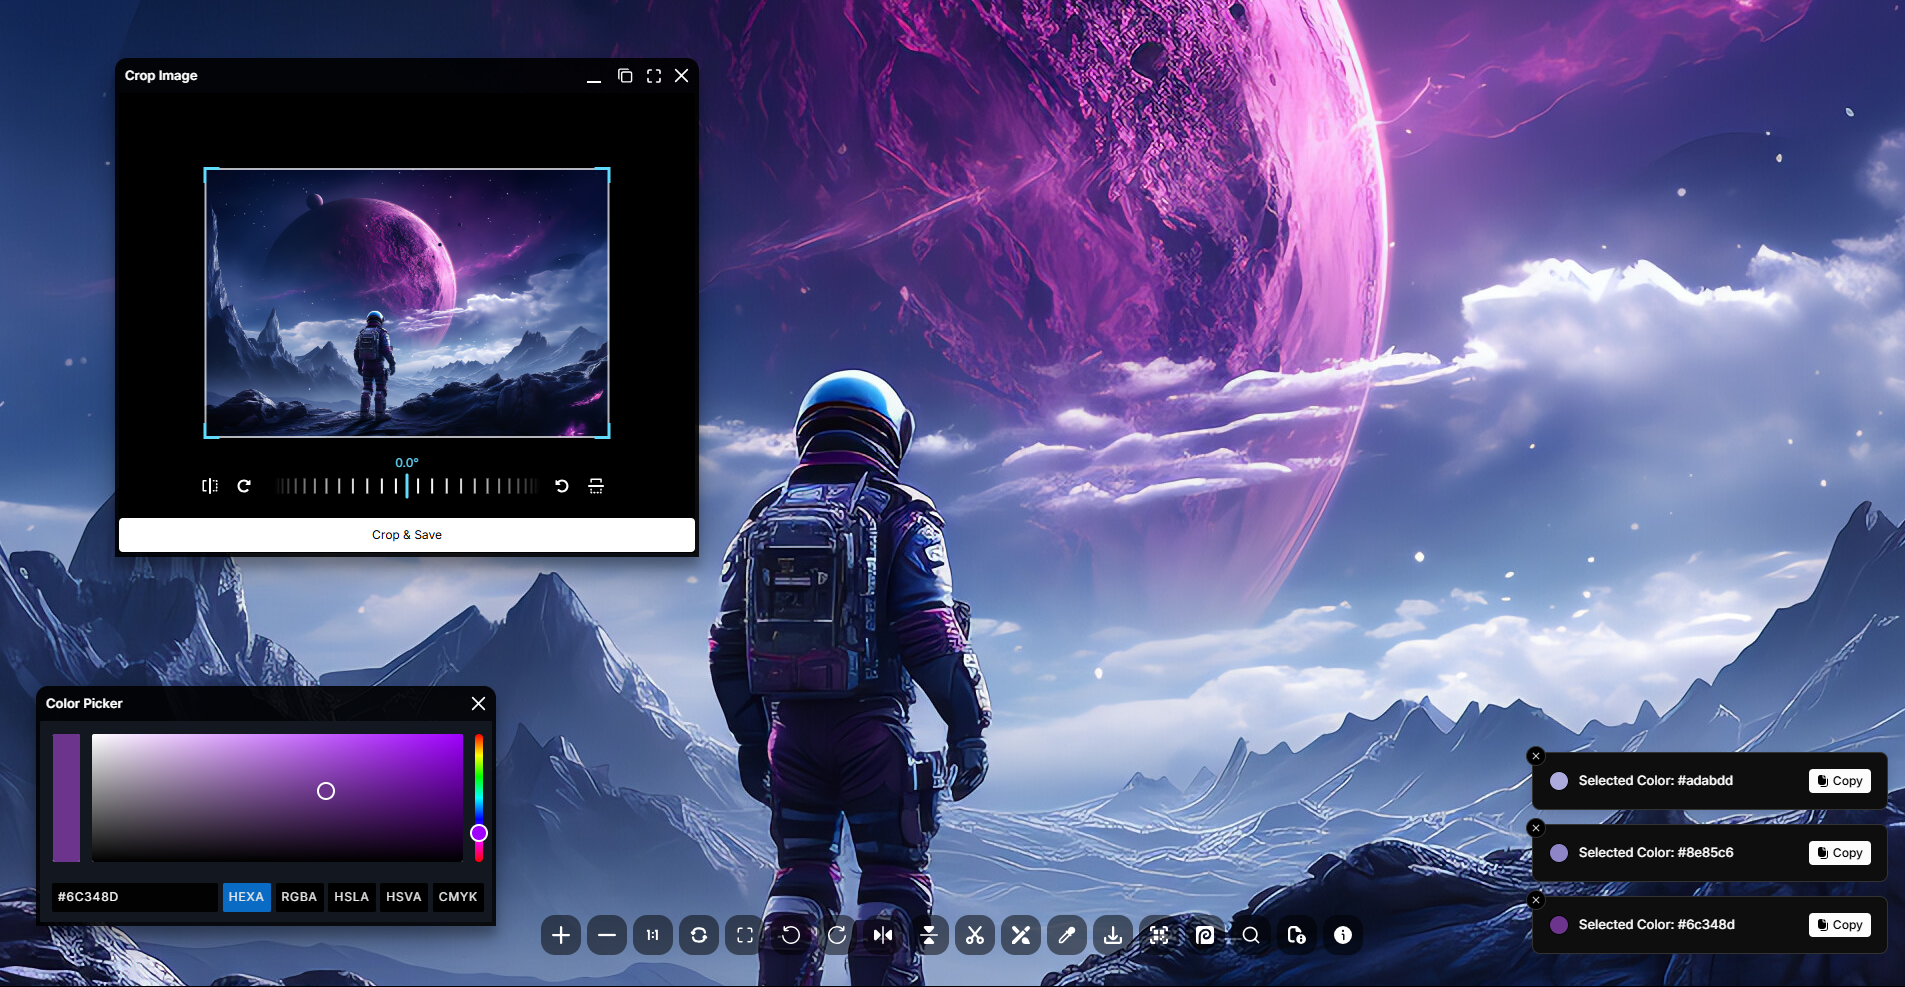 Crop Image
0.0°
Crop & Save
Color Picker
#6C348D
HEXA
RGBA
HSLA
HSVA
CMYK
1:1
Selected Color: #adabdd
Copy
Selected Color: #8e85c6
Copy
Selected Color: #6c348d
Copy